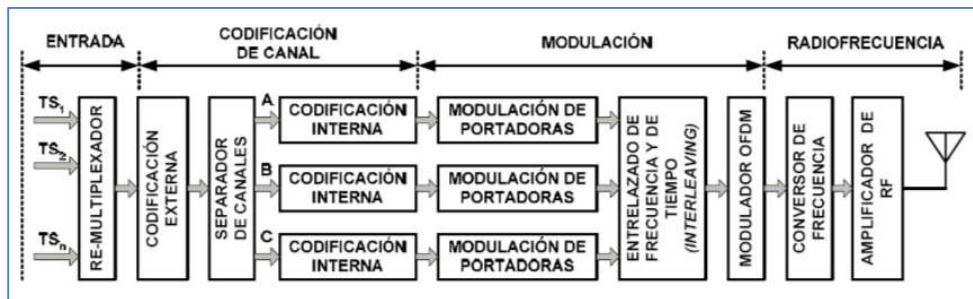 ENTRADA
CODIFICACIÓN
DE CANAL
MODULACIÓN
RADIOFRECUENCIA
TS1
TS2
TSn
RE-MULTIPLEXADOR
CODIFICACIÓN
EXTERNA
SEPARADOR
DE CANALES
A
CODIFICACIÓN
INTERNA
MODULACIÓN DE
PORTADORAS
B
CODIFICACIÓN
INTERNA
MODULACIÓN DE
PORTADORAS
C
CODIFICACIÓN
INTERNA
MODULACIÓN DE
PORTADORAS
ENTRELAZADO DE
FRECUENCIA Y DE
TIEMPO
(INTERLEAVING)
MODULADOR OFDM
CONVERSOR DE
FRECUENCIA
AMPLIFICADOR DE
RF